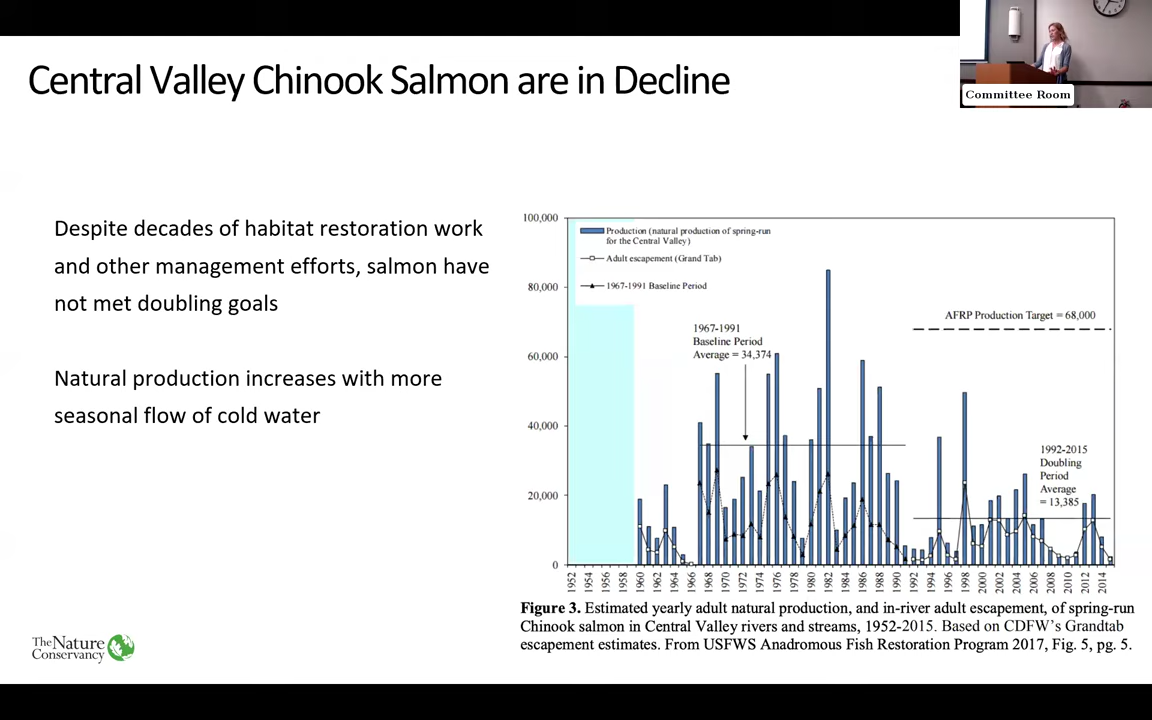 Central Valley Chinook Salmon are in Decline
Committee Room
Despite decades of habitat restoration work
and other management efforts, salmon have
not met doubling goals
Natural production increases with more
seasonal flow of cold water
100,000
80,000
60,000
40,000
20,000
0
Production (natural production of spring-run
for the Central Valley)
Adult escapement (Grand Tab)
1967-1991 Baseline Period
1967-1991
Baseline Period
Average = 34,374
AFRP Production Target = 68,000
1992-2015
Doubling
Period
Average
= 13,385
1952
1954
1956
1958
1960
1962
1964
1966
1968
1970
1972
1974
1976
1978
1980
1982
1984
1986
1988
1990
1992
1994
1996
1998
2000
2002
2004
2006
2008
2010
2012
2014
Figure 3. Estimated yearly adult natural production, and in-river adult escapement, of spring-run
Chinook salmon in Central Valley rivers and streams, 1952-2015. Based on CDFW's Grandtab
escapement estimates. From USFWS Anadromous Fish Restoration Program 2017, Fig. 5, pg. 5.
The Nature
Conservancy